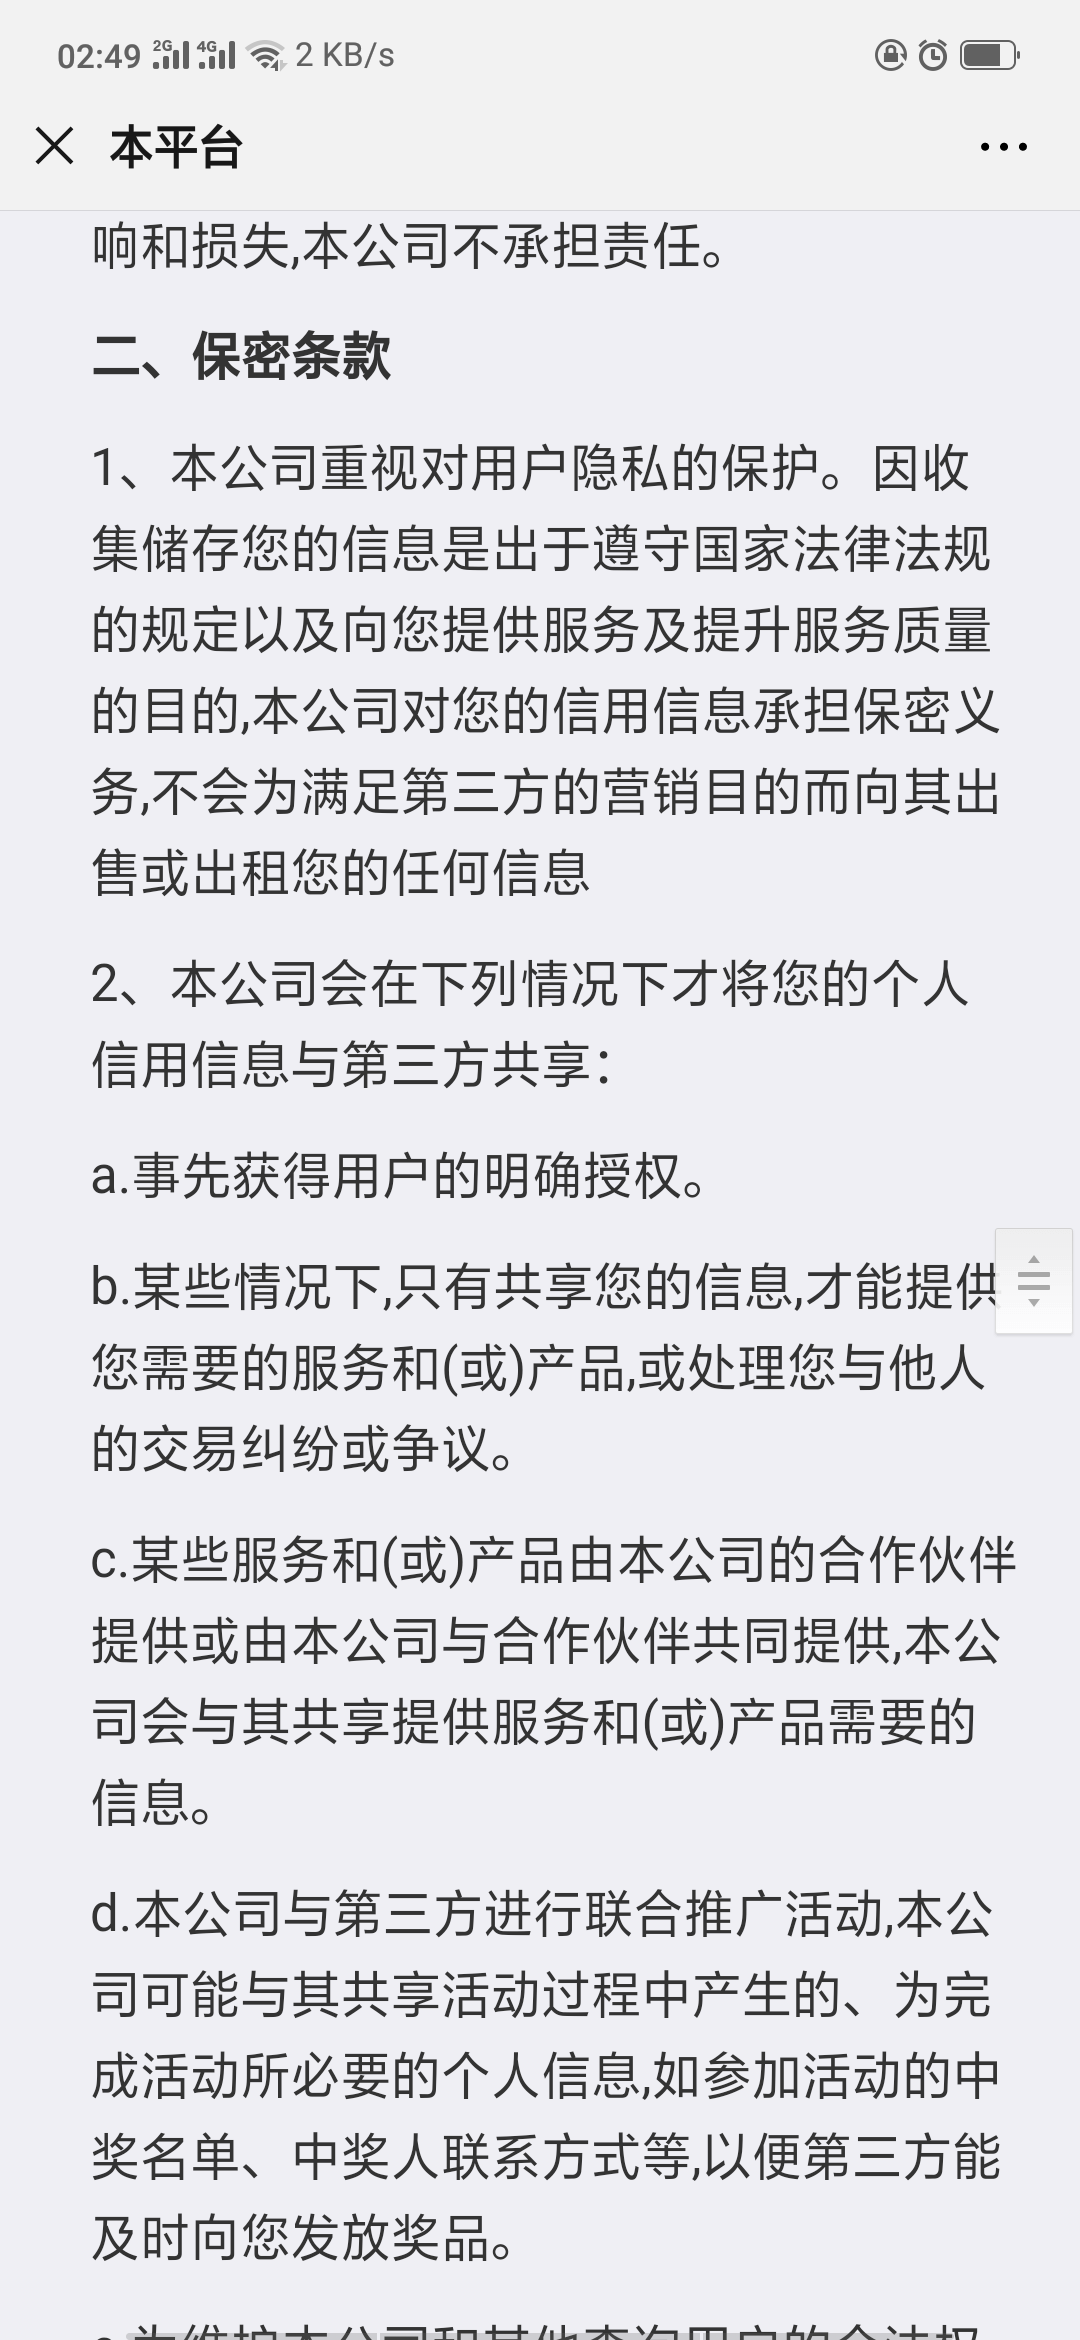 02:49 2G 4G 2 KB/s
本平台
响和损失,本公司不承担责任。
二、保密条款
1、本公司重视对用户隐私的保护。因收
集储存您的信息是出于遵守国家法律法规
的规定以及向您提供服务及提升服务质量
的目的,本公司对您的信用信息承担保密义
务,不会为满足第三方的营销目的而向其出
售或出租您的任何信息
2、本公司会在下列情况下才将您的个人
信用信息与第三方共享：
a.事先获得用户的明确授权。
b.某些情况下,只有共享您的信息,才能提供
您需要的服务和(或)产品,或处理您与他人
的交易纠纷或争议。
c.某些服务和(或)产品由本公司的合作伙伴
提供或由本公司与合作伙伴共同提供,本公
司会与其共享提供服务和(或)产品需要的
信息。
d.本公司与第三方进行联合推广活动,本公
司可能与其共享活动过程中产生的、为完
成活动所必要的个人信息,如参加活动的中
奖名单、中奖人联系方式等,以便第三方能
及时向您发放奖品。
e.为维护本公司和其他查询用户的合法权